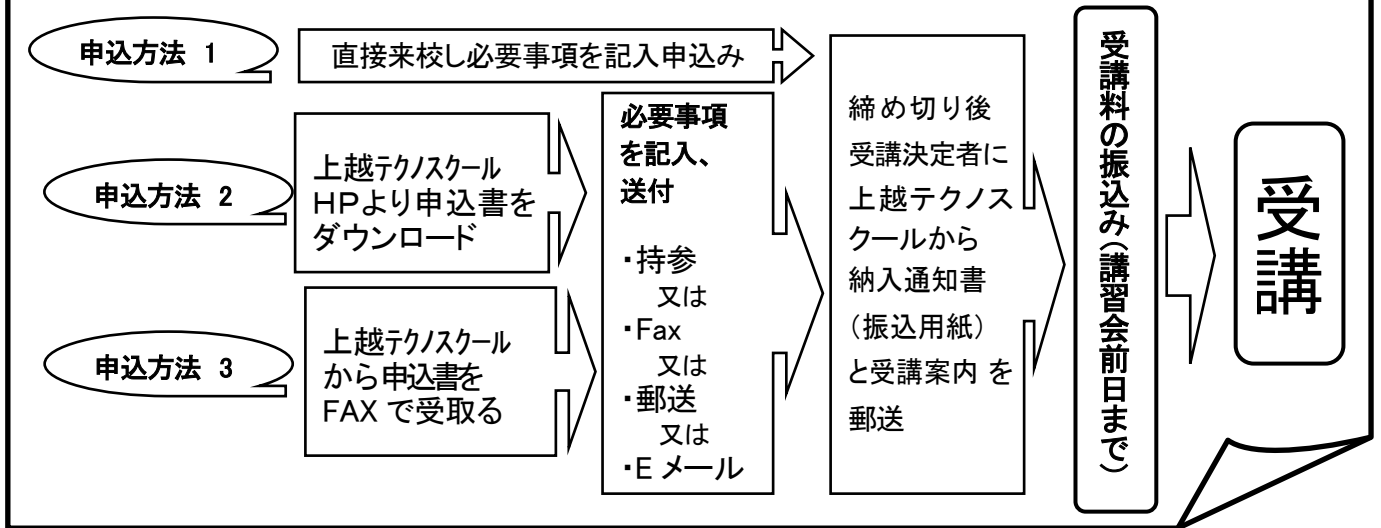 申込方法 1
直接来校し必要事項を記入申込み
申込方法 2
上越ﾃｸﾉｽｸｰﾙ
HPより申込書を
ダウンロード
申込方法 3
上越ﾃｸﾉｽｸｰﾙ
から申込書を
FAX で受取る
必要事項
を記入、
送付
・持参
又は
・Fax
又は
・郵送
又は
・E メール
締め切り後
受講決定者に
上越テクノス
クールから
納入通知書
（振込用紙）
と受講案内 を
郵送
受講料の振込み（講習会前日まで）
受講